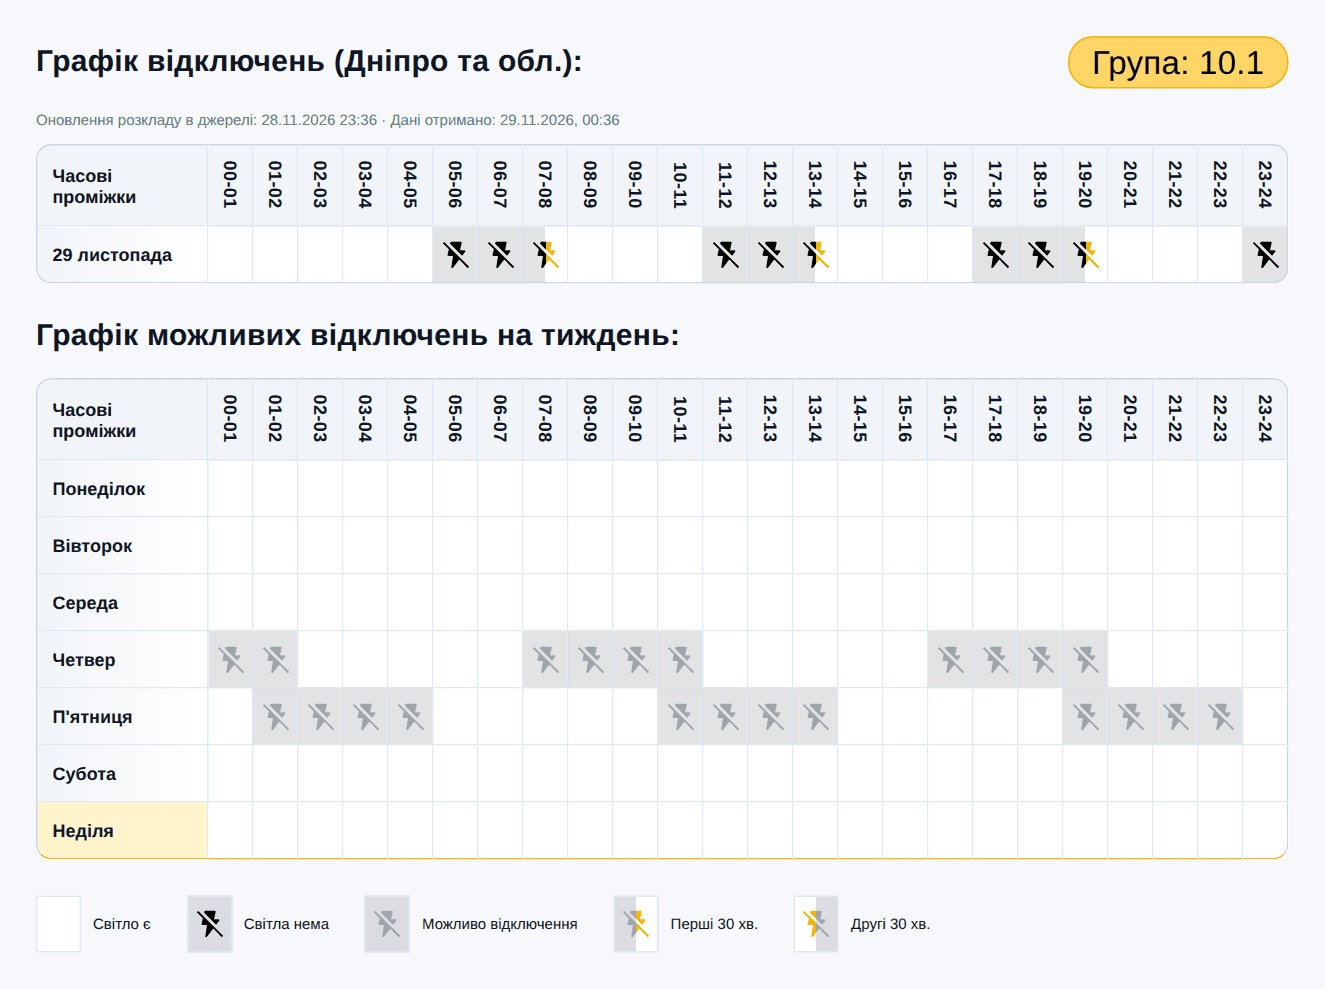 Графік відключень (Дніпро та обл.):
Група: 10.1
Оновлення розкладу в джерелі: 28.11.2026 23:36 · Дані отримано: 29.11.2026, 00:36
Часові проміжки 00-01 01-02 02-03 03-04 04-05 05-06 06-07 07-08 08-09 09-10 10-11 11-12 12-13 13-14 14-15 15-16 16-17 17-18 18-19 19-20 20-21 21-22 22-23 23-24
29 листопада
Графік можливих відключень на тиждень:
Часові проміжки 00-01 01-02 02-03 03-04 04-05 05-06 06-07 07-08 08-09 09-10 10-11 11-12 12-13 13-14 14-15 15-16 16-17 17-18 18-19 19-20 20-21 21-22 22-23 23-24
Понеділок
Вівторок
Середа
Четвер
П'ятниця
Субота
Неділя
Світло є Світла нема Можливо відключення Перші 30 хв. Другі 30 хв.